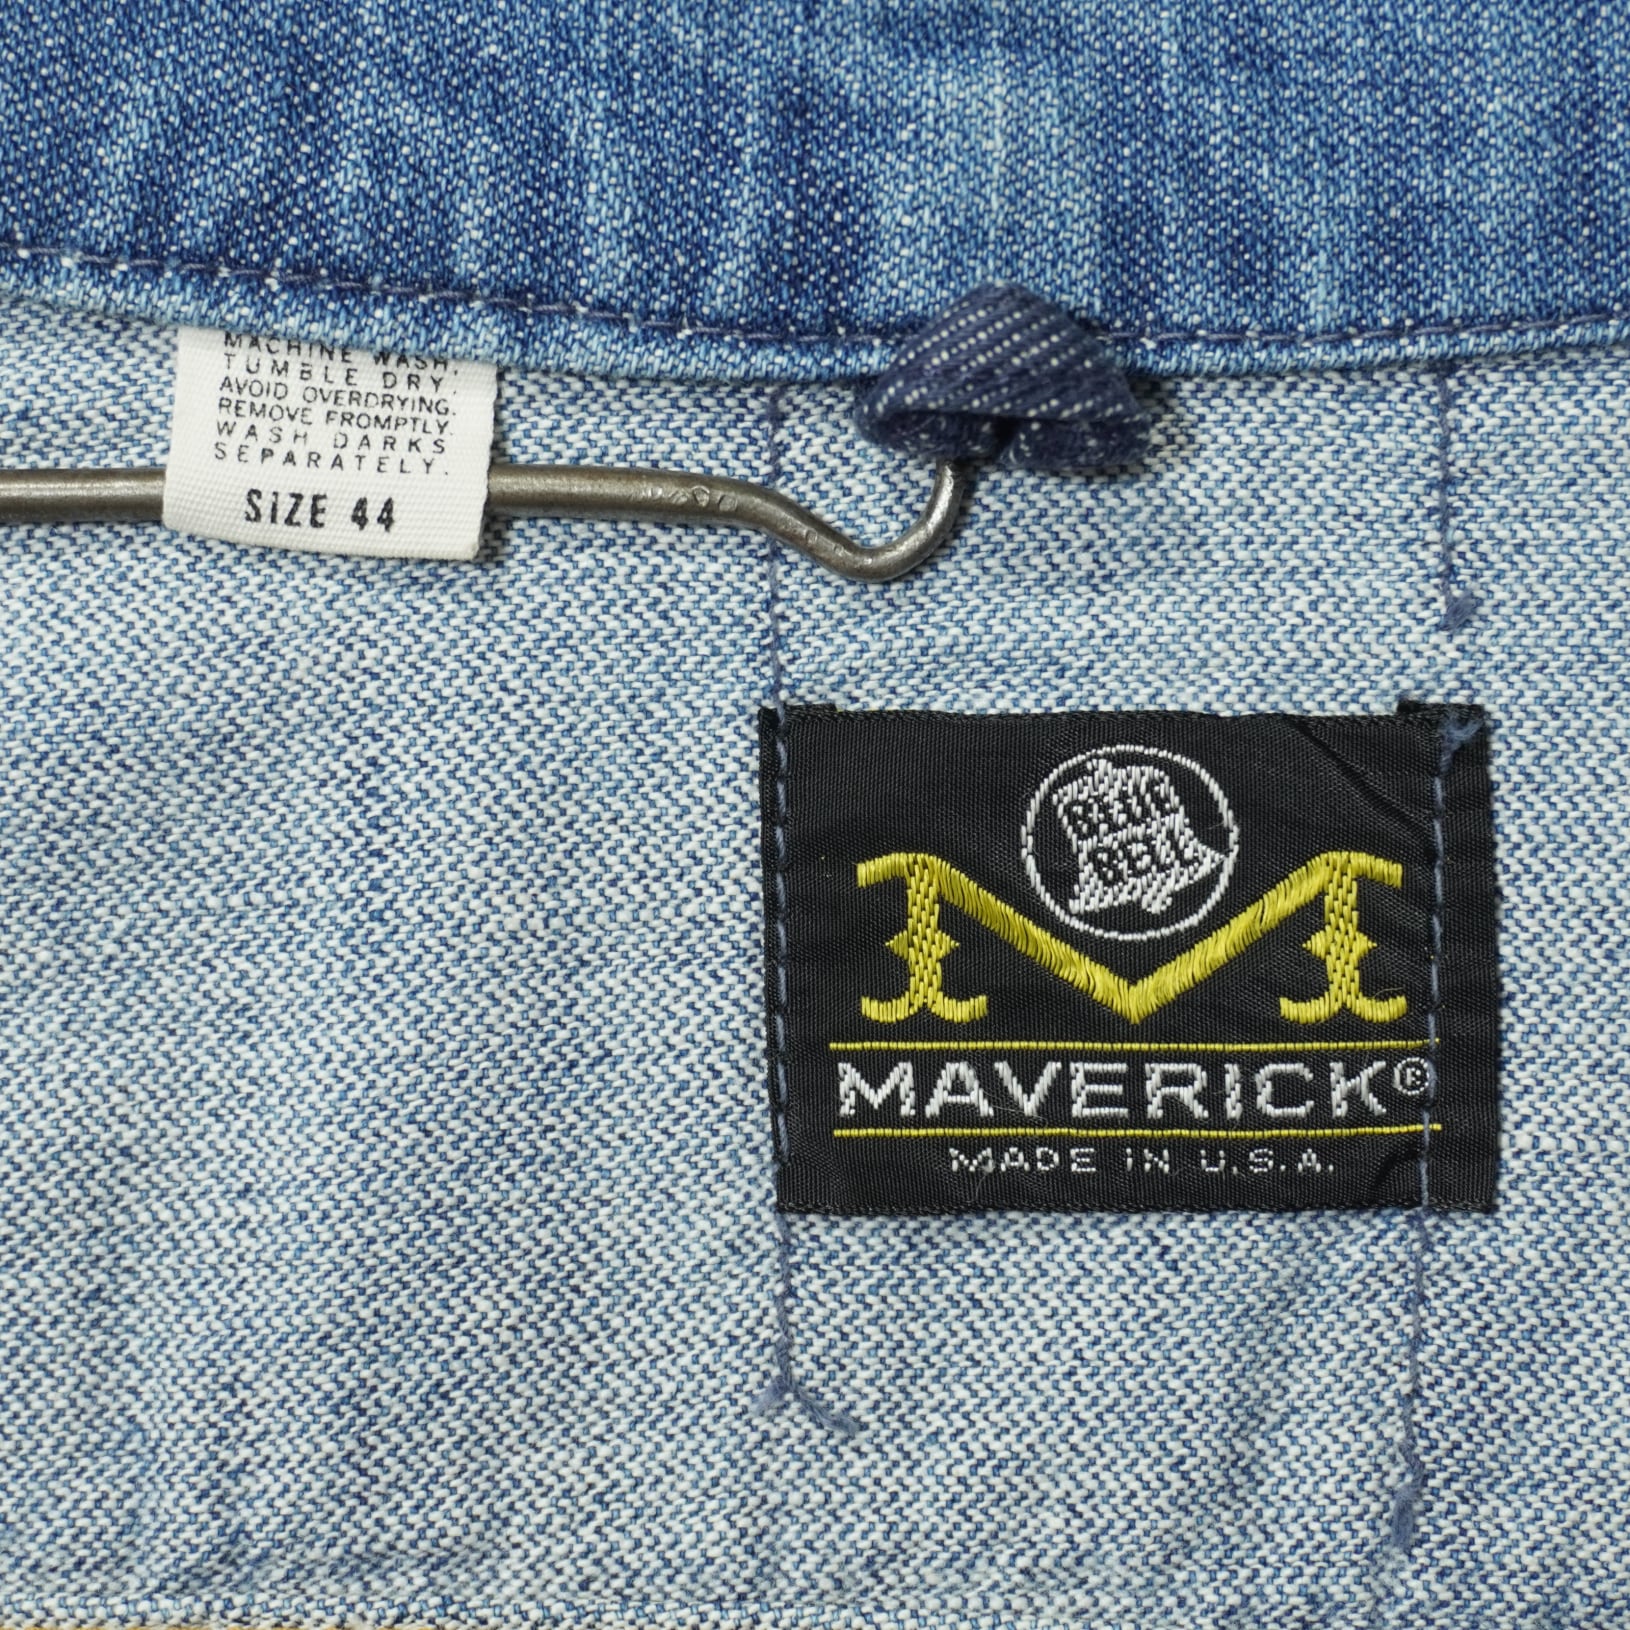 MACHINE WASH,
TUMBLE DRY,
AVOID OVERDRYING.
REMOVE PROMPTLY.
WASH DARKS
SEPARATELY.
SIZE 44
BLUE
BELL
MAVERICK®
MADE IN U.S.A.